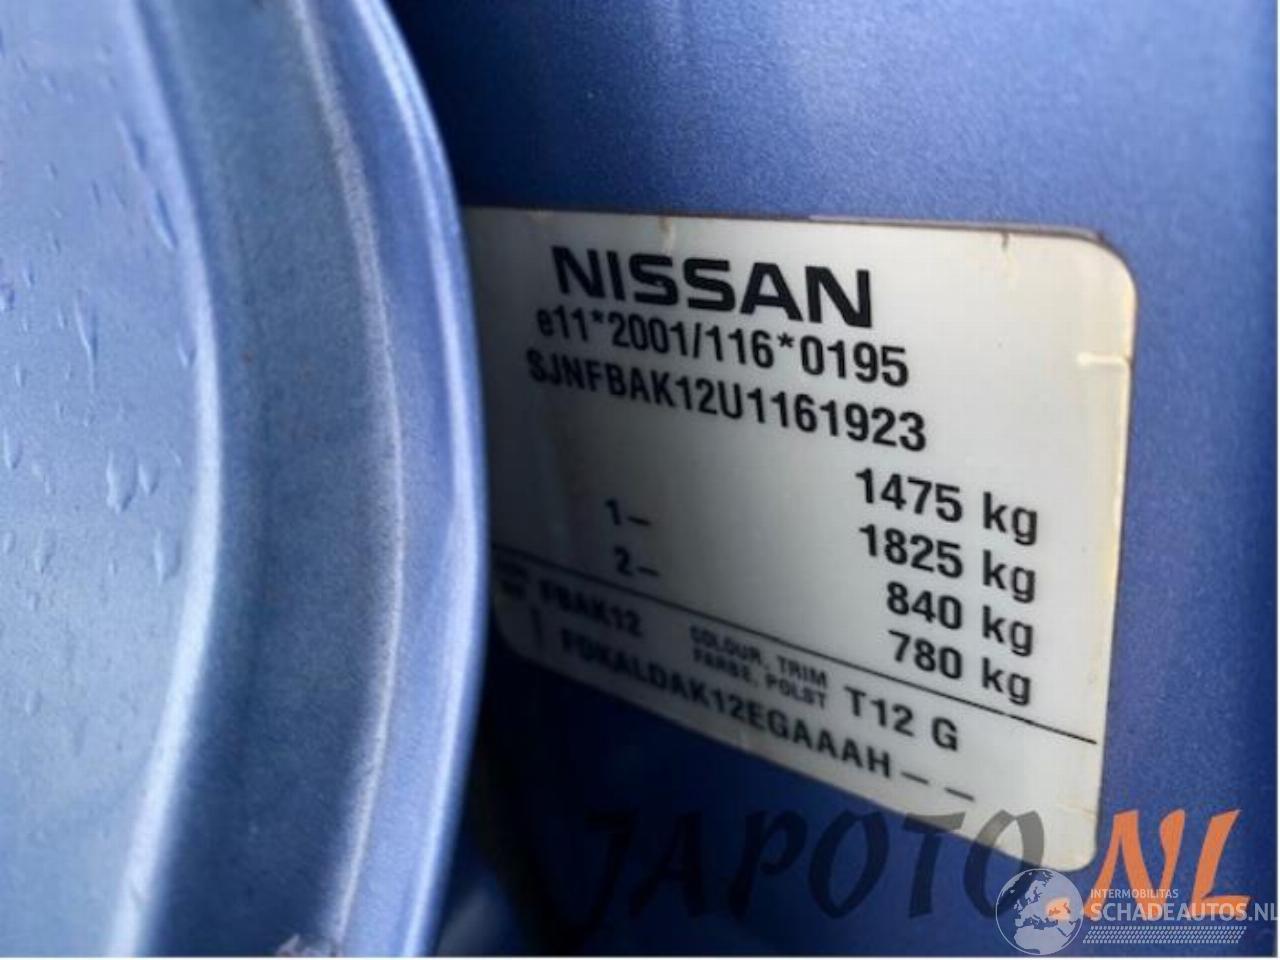 NISSAN
e11*2001/116*0195
SJNFBAK12U1161923
1475 kg
1825 kg
1- 840 kg
2- 780 kg
FBAK12 COLOUR, TRIM T12 G
FARBE, POLST
FDKALDAK12EGAAAH - -
JAPOTO.NL
INTERMOBILITAS
SCHADEAUTOS.NL